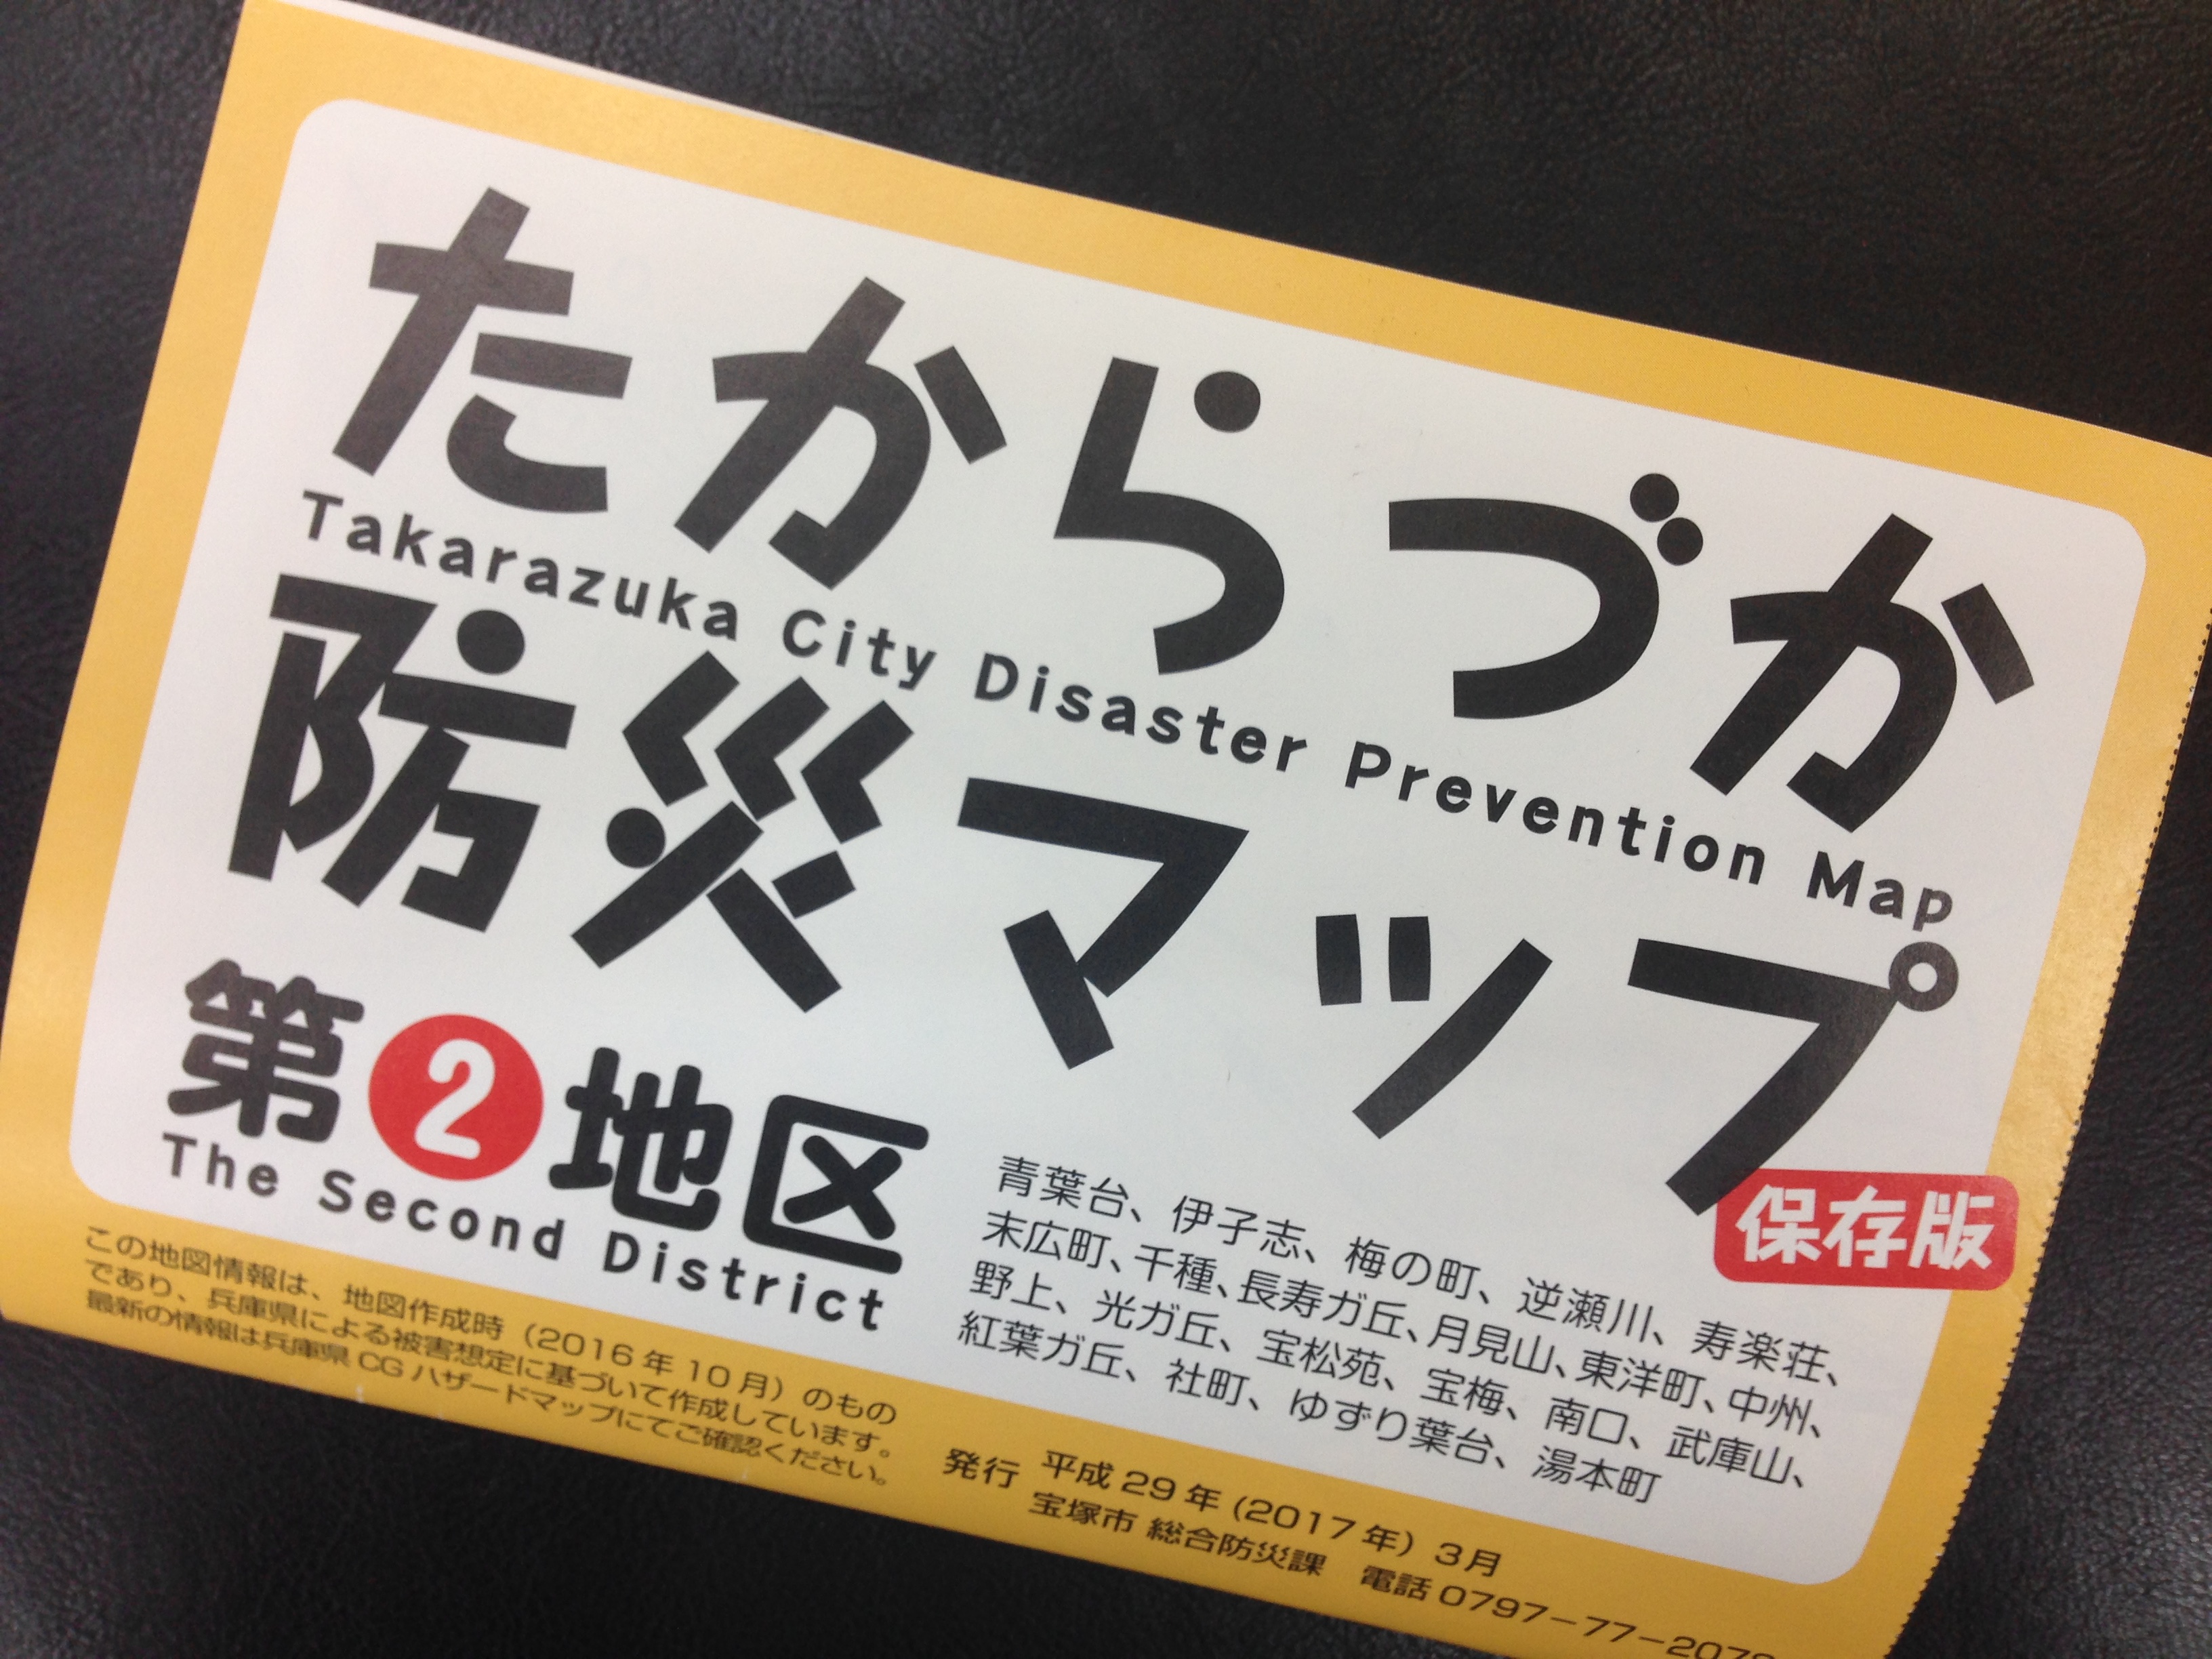 たからづか
Takarazuka City Disaster Prevention Map
防災マップ
保存版
第2地区
The Second District
青葉台、伊子志、梅の町、逆瀬川、寿楽荘、
末広町、千種、長寿ガ丘、月見山、東洋町、中州、
野上、光ガ丘、宝松苑、宝梅、南口、武庫山、
紅葉ガ丘、社町、ゆずり葉台、湯本町
この地図情報は、地図作成時（2016年10月）のもの
であり、兵庫県による被害想定に基づいて作成しています。
最新の情報は兵庫県CGハザードマップにてご確認ください。
発行 平成29年(2017年) 3月
宝塚市 総合防災課 電話0797-77-2078